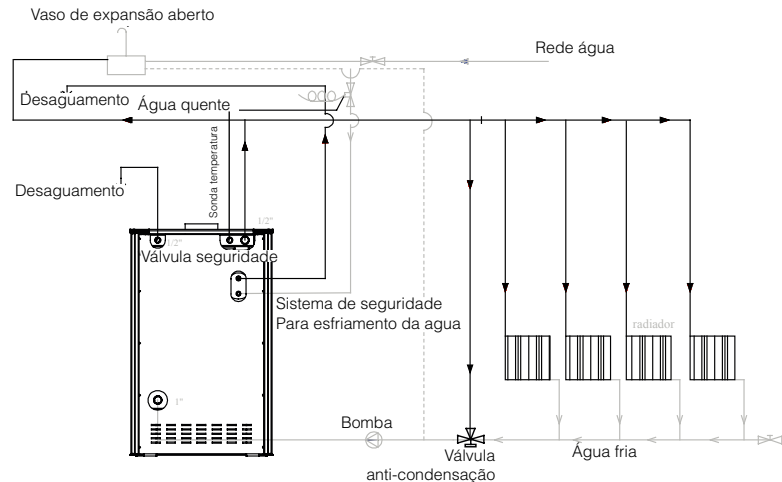 Vaso de expansão aberto
Rede água
Desaguamento
Água quente
Sonda temperatura
Desaguamento
1/2"
1/2"
Válvula seguridade
Sistema de seguridade
Para esfriamento da agua
radiador
1"
Bomba
Válvula
anti-condensação
Água fria